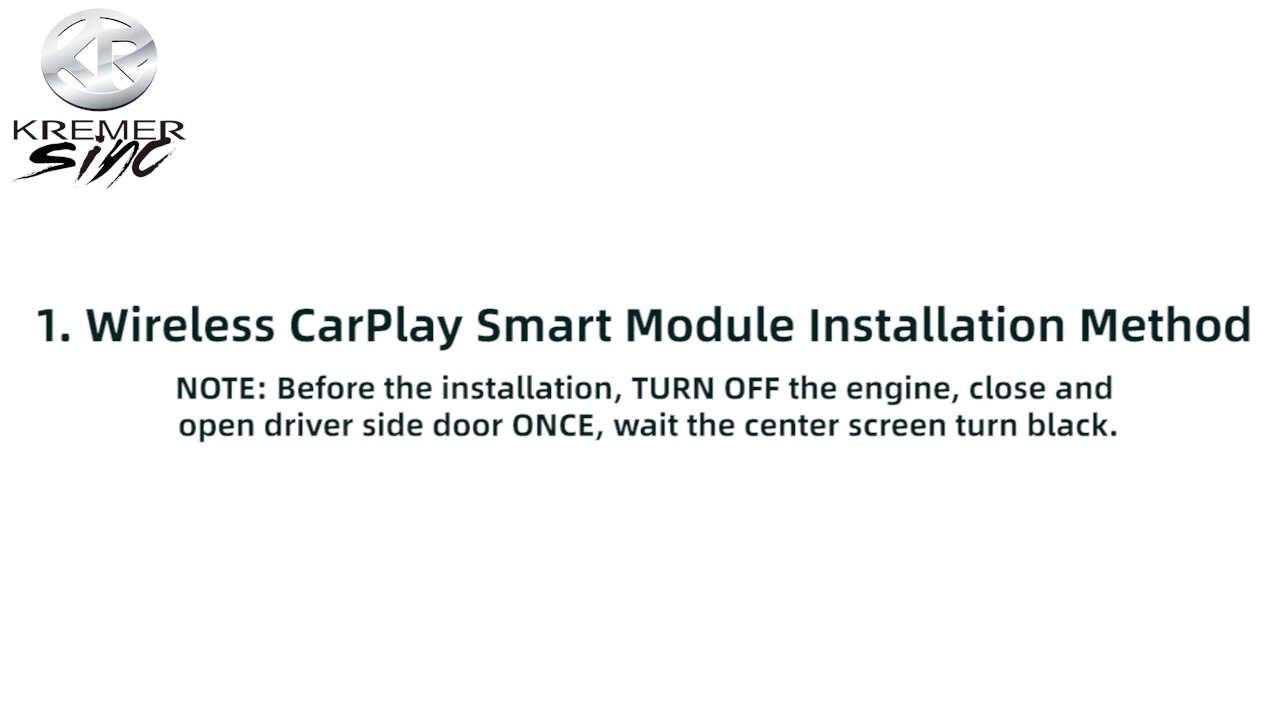 KR
KREMER
sinc
1. Wireless CarPlay Smart Module Installation Method
NOTE: Before the installation, TURN OFF the engine, close and
open driver side door ONCE, wait the center screen turn black.